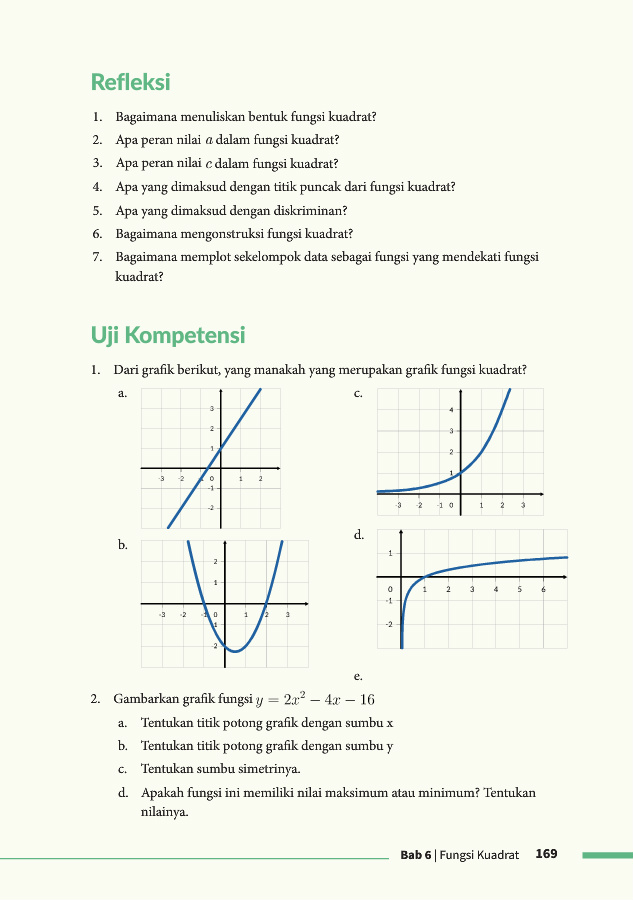 Refleksi
1. Bagaimana menuliskan bentuk fungsi kuadrat?
2. Apa peran nilai a dalam fungsi kuadrat?
3. Apa peran nilai c dalam fungsi kuadrat?
4. Apa yang dimaksud dengan titik puncak dari fungsi kuadrat?
5. Apa yang dimaksud dengan diskriminan?
6. Bagaimana mengonstruksi fungsi kuadrat?
7. Bagaimana memplot sekelompok data sebagai fungsi yang mendekati fungsi
kuadrat?
Uji Kompetensi
1. Dari grafik berikut, yang manakah yang merupakan grafik fungsi kuadrat?
a.
3
2
1
-3 -2 -1 0 1 2
-1
-2
c.
4
3
2
1
-3 -2 -1 0 1 2 3
b.
2
1
-3 -2 -1 0 1 2 3
-1
-2
d.
1
0 1 2 3 4 5 6
-1
-2
e.
2. Gambarkan grafik fungsi y = 2x² − 4x − 16
a. Tentukan titik potong grafik dengan sumbu x
b. Tentukan titik potong grafik dengan sumbu y
c. Tentukan sumbu simetrinya.
d. Apakah fungsi ini memiliki nilai maksimum atau minimum? Tentukan
nilainya.
Bab 6 | Fungsi Kuadrat 169